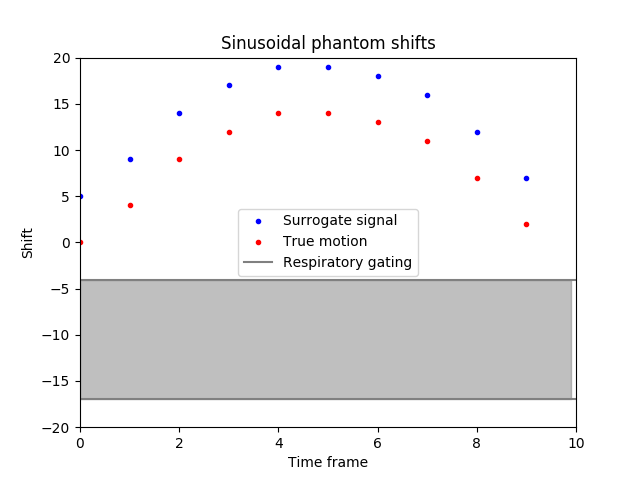 Sinusoidal phantom shifts
20
15
10
5
0
−5
−10
−15
−20
Shift
Surrogate signal
True motion
Respiratory gating
0 2 4 6 8 10
Time frame